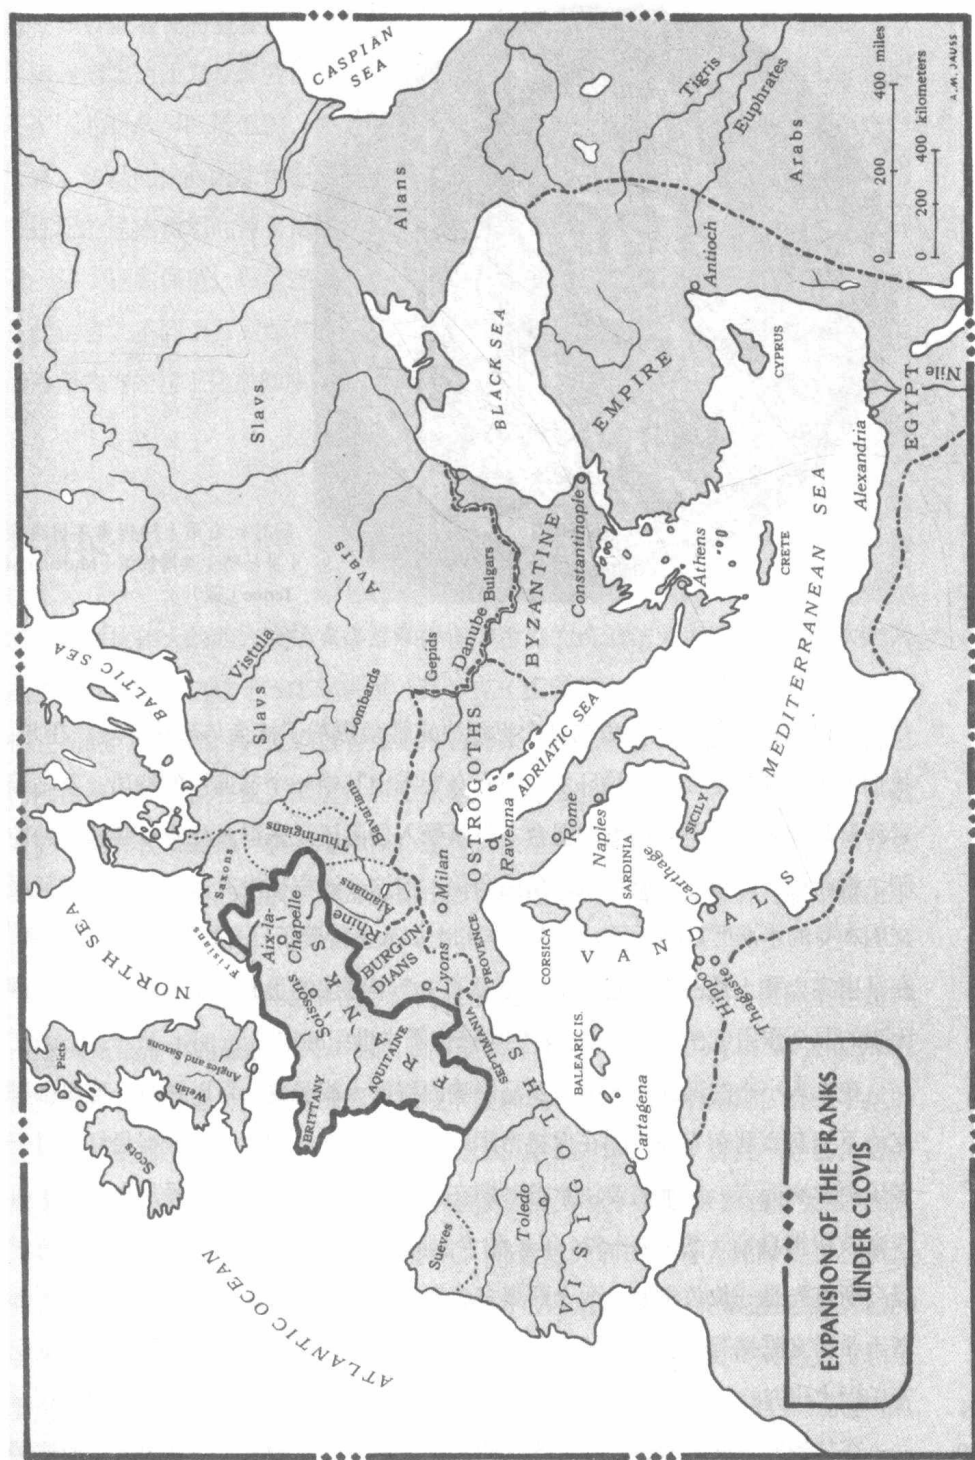 CASPIAN
SEA
Tigris
Euphrates
Arabs
Alans
0 200 400 miles
0 200 400 kilometers
A.M. JAUSS
Slavs
BLACK SEA
Antioch
CYPRUS
EMPIRE
EGYPT
Nile
Alexandria
Avars
Bulgars
Constantinople
BYZANTINE
Athens
CRETE
MEDITERRANEAN SEA
BALTIC SEA
Vistula
Slavs
Lombards
Gepids
Danube
OSTROGOTHS
ADRIATIC SEA
Ravenna
Rome
Naples
SICILY
NORTH SEA
Saxons
Frisians
Thuringians
Bavarians
Alamans
Rhine
Milan
BURGUN-
DIANS
Lyons
PROVENCE
CORSICA
SARDINIA
VANDALS
Carthage
Hippo
Thagaste
Aix-la-
Chapelle
Soissons
FRANKS
BRITTANY
AQUITAINE
SEPTIMANIA
Picts
Angles and Saxons
Welsh
Scots
ATLANTIC OCEAN
Sueves
Toledo
VISIGOTHS
BALEARIC IS.
Cartagena
EXPANSION OF THE FRANKS
UNDER CLOVIS